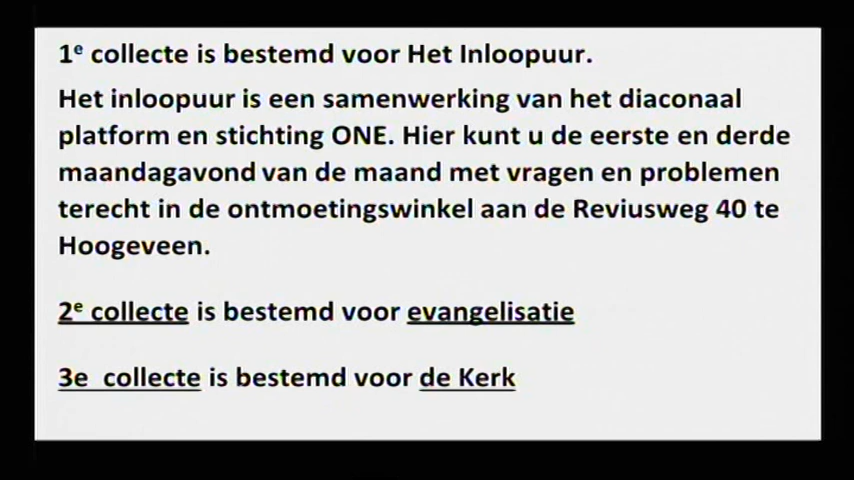 1e collecte is bestemd voor Het Inloopuur.
Het inloopuur is een samenwerking van het diaconaal
platform en stichting ONE. Hier kunt u de eerste en derde
maandagavond van de maand met vragen en problemen
terecht in de ontmoetingswinkel aan de Reviusweg 40 te
Hoogeveen.
2e collecte is bestemd voor evangelisatie
3e collecte is bestemd voor de Kerk